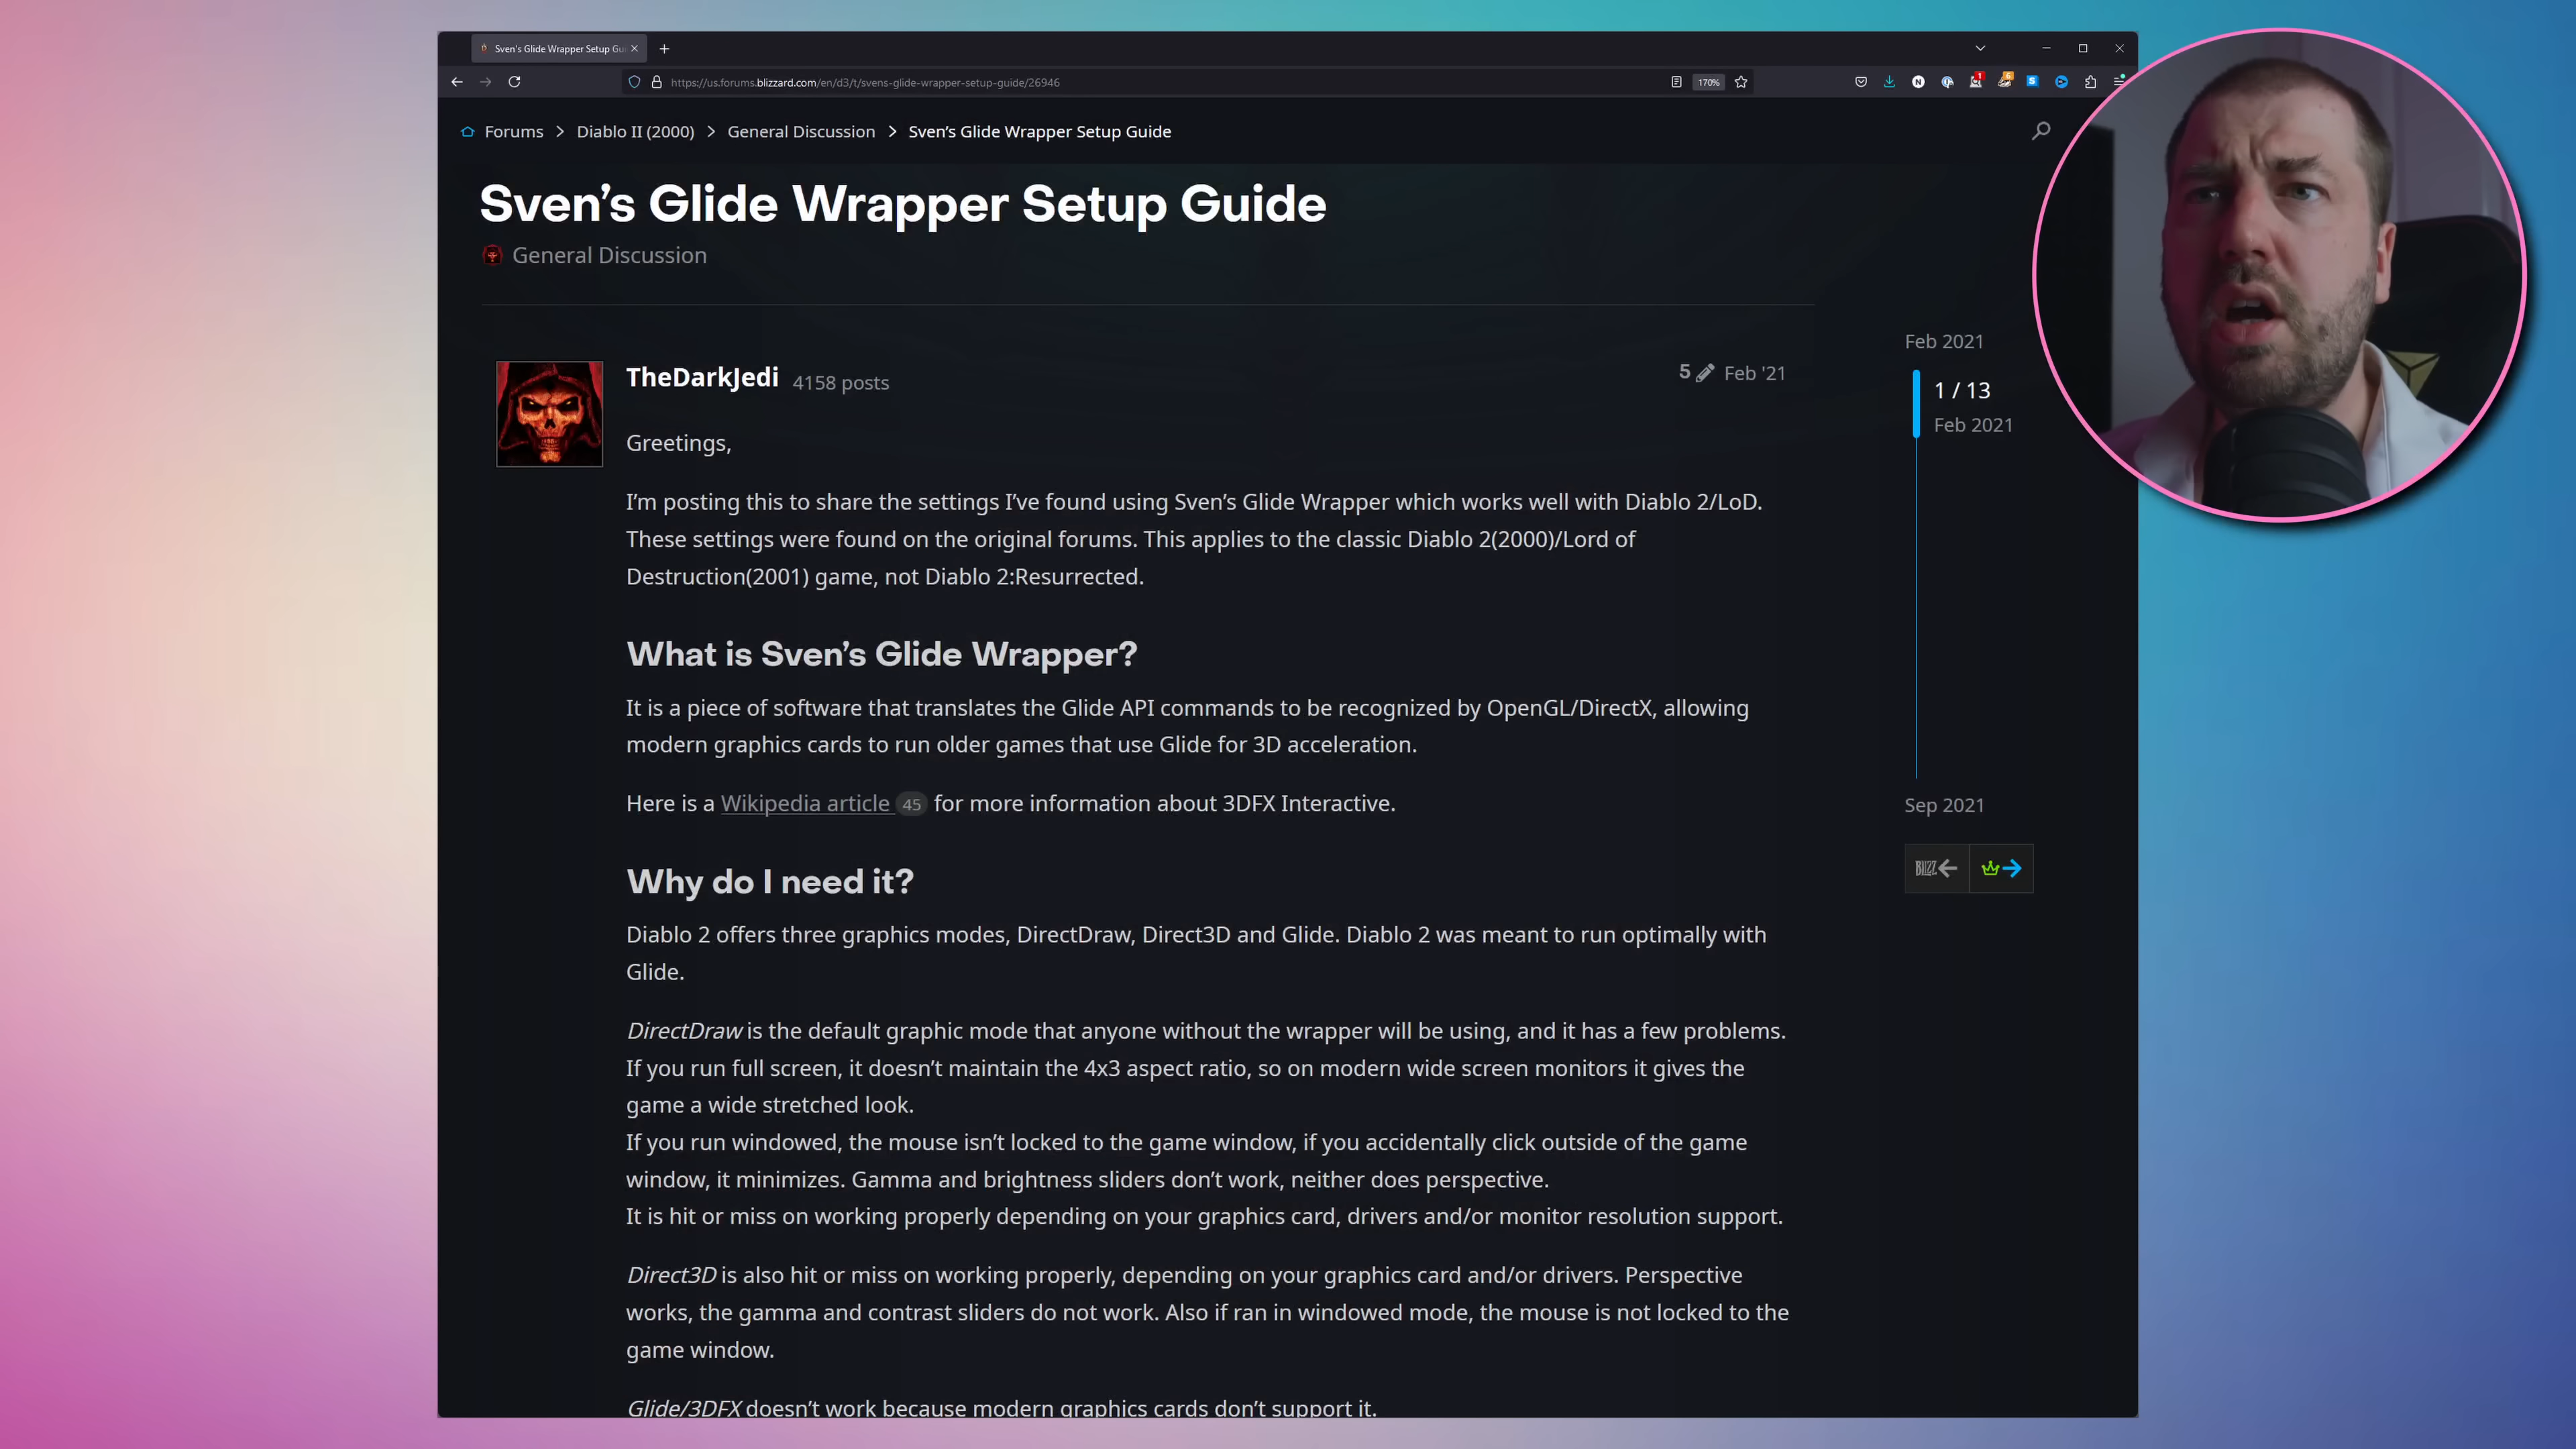 Sven's Glide Wrapper Setup Gui
https://us.forums.blizzard.com/en/d3/t/svens-glide-wrapper-setup-guide/26946
170%
1
6
Forums > Diablo II (2000) > General Discussion > Sven's Glide Wrapper Setup Guide
Sven's Glide Wrapper Setup Guide
General Discussion
TheDarkJedi 4158 posts
5 Feb '21
Greetings,
I'm posting this to share the settings I've found using Sven's Glide Wrapper which works well with Diablo 2/LoD.
These settings were found on the original forums. This applies to the classic Diablo 2(2000)/Lord of
Destruction(2001) game, not Diablo 2:Resurrected.
What is Sven's Glide Wrapper?
It is a piece of software that translates the Glide API commands to be recognized by OpenGL/DirectX, allowing
modern graphics cards to run older games that use Glide for 3D acceleration.
Here is a Wikipedia article 45 for more information about 3DFX Interactive.
Why do I need it?
Diablo 2 offers three graphics modes, DirectDraw, Direct3D and Glide. Diablo 2 was meant to run optimally with
Glide.
DirectDraw is the default graphic mode that anyone without the wrapper will be using, and it has a few problems.
If you run full screen, it doesn't maintain the 4x3 aspect ratio, so on modern wide screen monitors it gives the
game a wide stretched look.
If you run windowed, the mouse isn't locked to the game window, if you accidentally click outside of the game
window, it minimizes. Gamma and brightness sliders don't work, neither does perspective.
It is hit or miss on working properly depending on your graphics card, drivers and/or monitor resolution support.
Direct3D is also hit or miss on working properly, depending on your graphics card and/or drivers. Perspective
works, the gamma and contrast sliders do not work. Also if ran in windowed mode, the mouse is not locked to the
game window.
Glide/3DFX doesn't work because modern graphics cards don't support it.
Feb 2021
1 / 13
Feb 2021
Sep 2021
BLIZZ